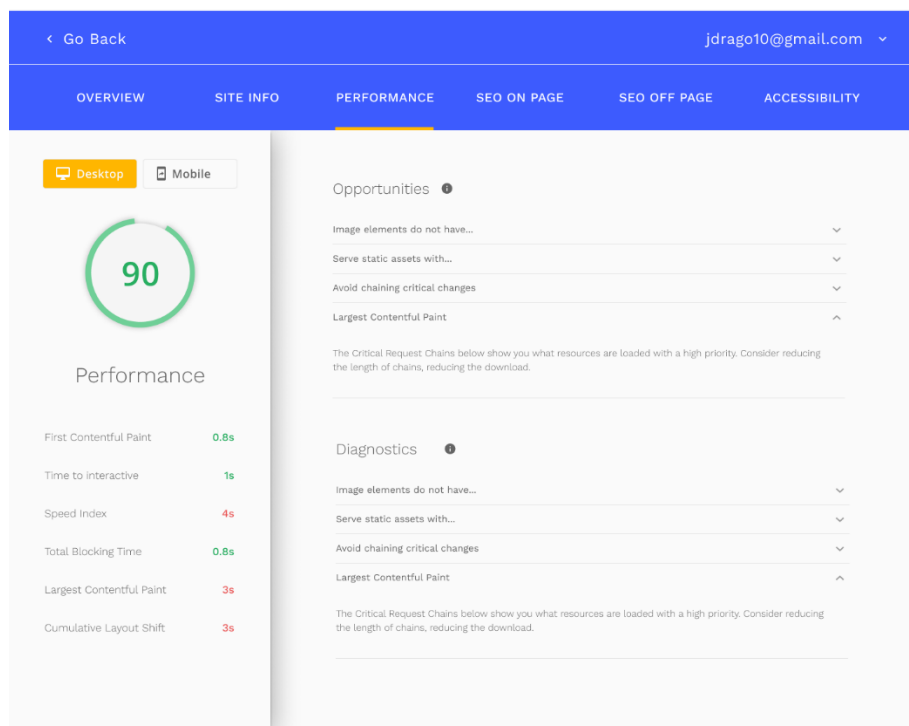 Go Back
jdrago10@gmail.com
OVERVIEW SITE INFO PERFORMANCE SEO ON PAGE SEO OFF PAGE ACCESSIBILITY
Desktop Mobile
90
Performance
First Contentful Paint 0.8s
Time to interactive 1s
Speed Index 4s
Total Blocking Time 0.8s
Largest Contentful Paint 3s
Cumulative Layout Shift 3s
Opportunities
Image elements do not have...
Serve static assets with...
Avoid chaining critical changes
Largest Contentful Paint
The Critical Request Chains below show you what resources are loaded with a high priority. Consider reducing
the length of chains, reducing the download.
Diagnostics
Image elements do not have...
Serve static assets with...
Avoid chaining critical changes
Largest Contentful Paint
The Critical Request Chains below show you what resources are loaded with a high priority. Consider reducing
the length of chains, reducing the download.